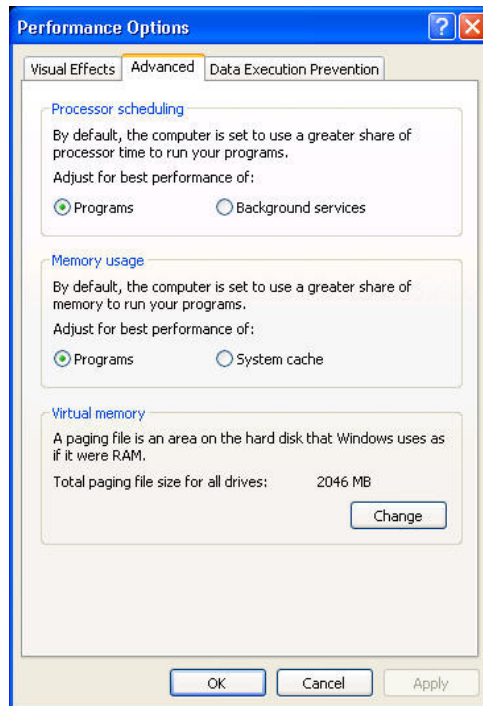 Performance Options
Visual Effects Advanced Data Execution Prevention
Processor scheduling
By default, the computer is set to use a greater share of
processor time to run your programs.
Adjust for best performance of:
Programs Background services
Memory usage
By default, the computer is set to use a greater share of
memory to run your programs.
Adjust for best performance of:
Programs System cache
Virtual memory
A paging file is an area on the hard disk that Windows uses as
if it were RAM.
Total paging file size for all drives: 2046 MB
Change
OK Cancel Apply